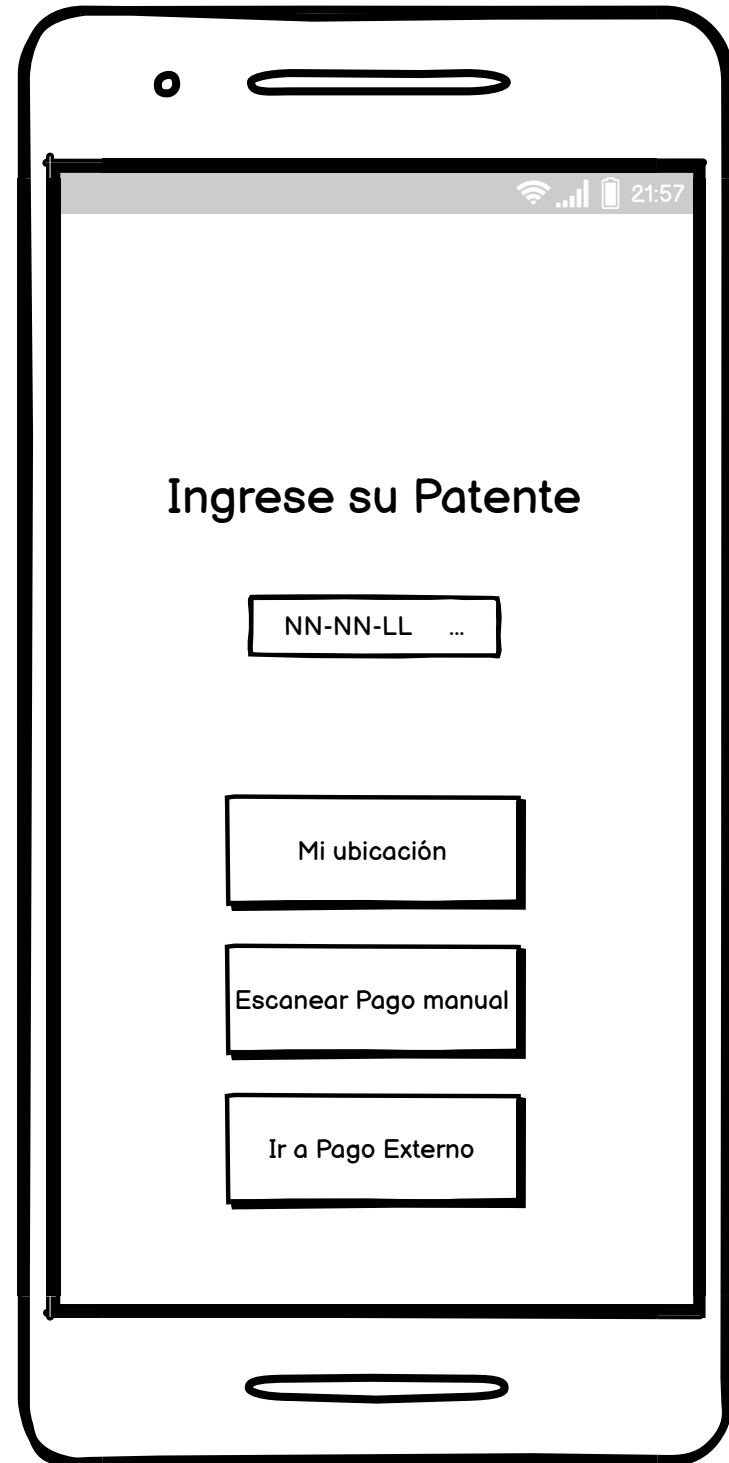 21:57
Ingrese su Patente
NN-NN-LL ...
Mi ubicación
Escanear Pago manual
Ir a Pago Externo